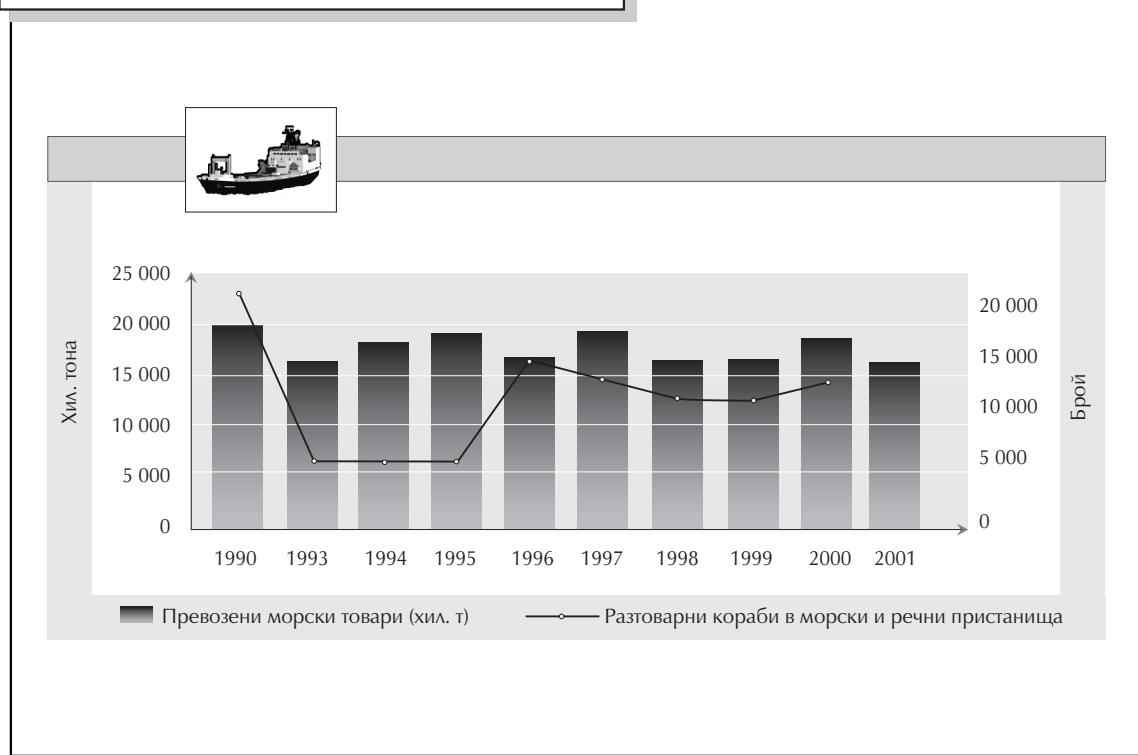 Хил. тона
25 000
20 000
15 000
10 000
5 000
0
20 000
15 000
10 000
5 000
0
Брой
1990 1993 1994 1995 1996 1997 1998 1999 2000 2001
Превозени морски товари (хил. т) Разтоварни кораби в морски и речни пристанища